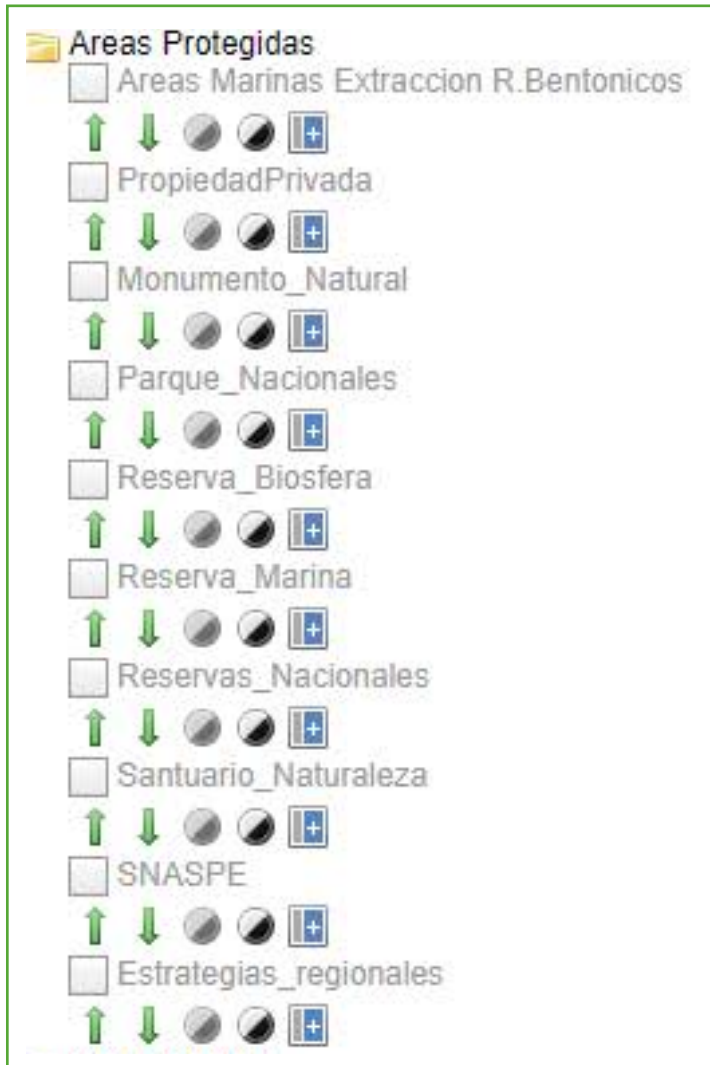 Areas Protegidas
Areas Marinas Extraccion R.Bentonicos
PropiedadPrivada
Monumento_Natural
Parque_Nacionales
Reserva_Biosfera
Reserva_Marina
Reservas_Nacionales
Santuario_Naturaleza
SNASPE
Estrategias_regionales